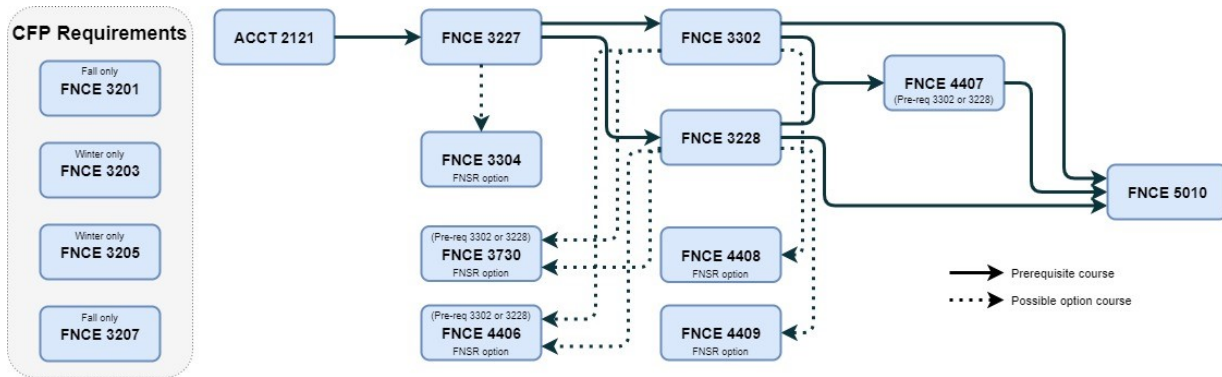 CFP Requirements
Fall only
FNCE 3201
Winter only
FNCE 3203
Winter only
FNCE 3205
Fall only
FNCE 3207
ACCT 2121
FNCE 3227
FNCE 3302
FNCE 4407
(Pre-req 3302 or 3228)
FNCE 3304
FNSR option
FNCE 3228
FNCE 5010
(Pre-req 3302 or 3228)
FNCE 3730
FNSR option
FNCE 4408
FNSR option
(Pre-req 3302 or 3228)
FNCE 4406
FNSR option
FNCE 4409
FNSR option
Prerequisite course
Possible option course